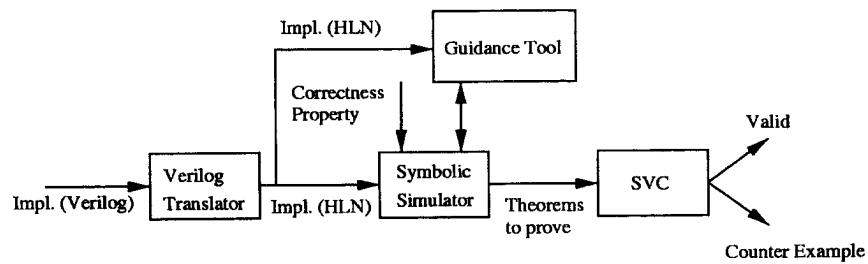 Impl. (HLN)
Guidance Tool
Correctness
Property
Valid
Verilog
Translator
Symbolic
Simulator
SVC
Impl. (Verilog)
Impl. (HLN)
Theorems
to prove
Counter Example